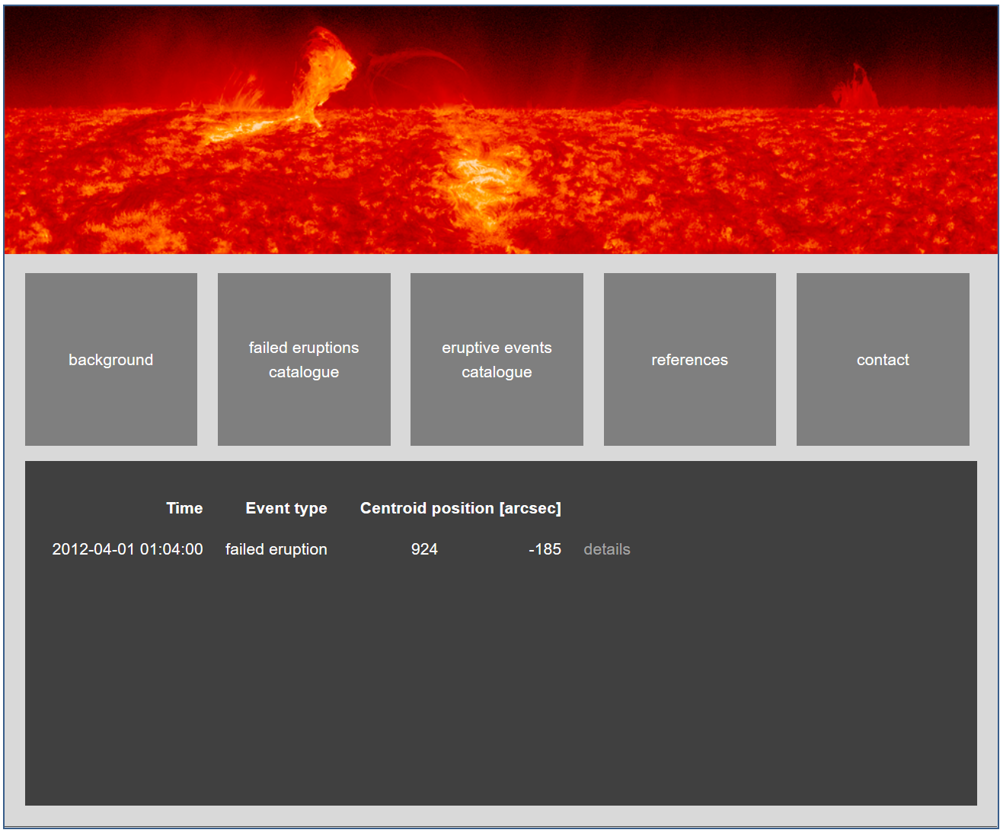 background
failed eruptions
catalogue
eruptive events
catalogue
references
contact
Time Event type Centroid position [arcsec]
2012-04-01 01:04:00 failed eruption 924 -185 details